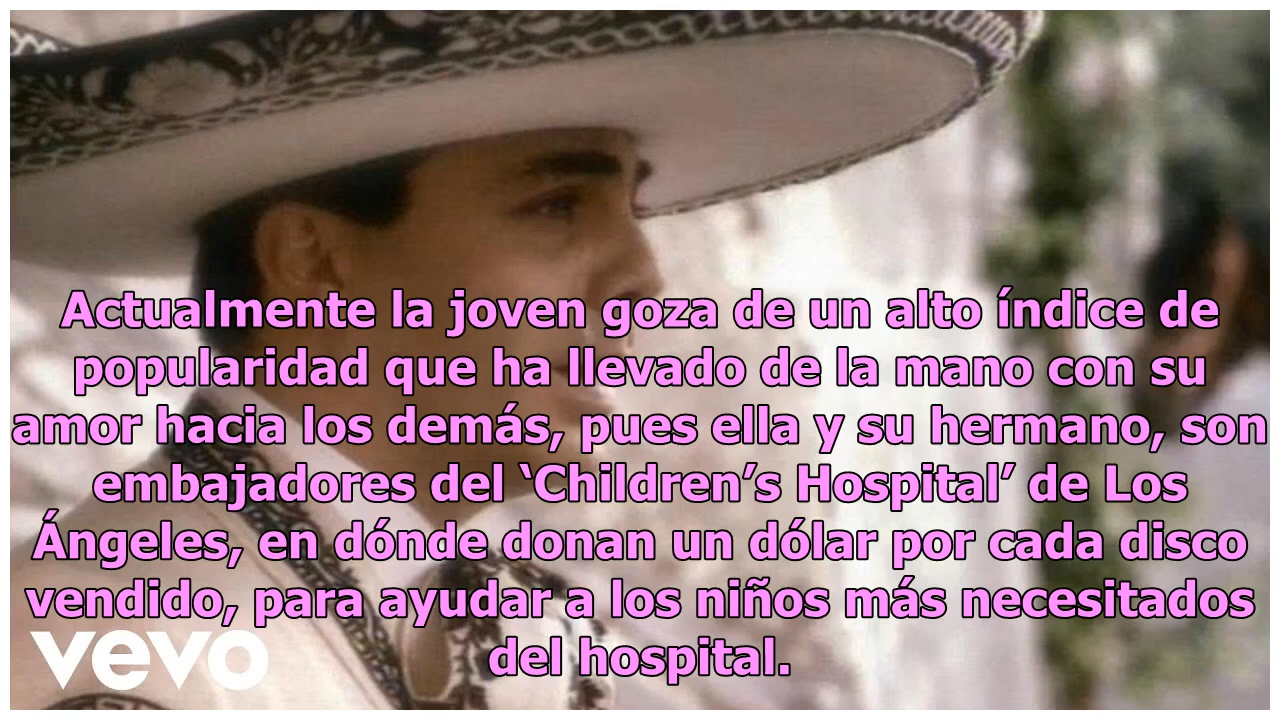 Actualmente la joven goza de un alto índice de
popularidad que ha llevado de la mano con su
amor hacia los demás, pues ella y su hermano, son
embajadores del ‘Children’s Hospital’ de Los
Ángeles, en dónde donan un dólar por cada disco
vendido, para ayudar a los niños más necesitados
del hospital.
vevo